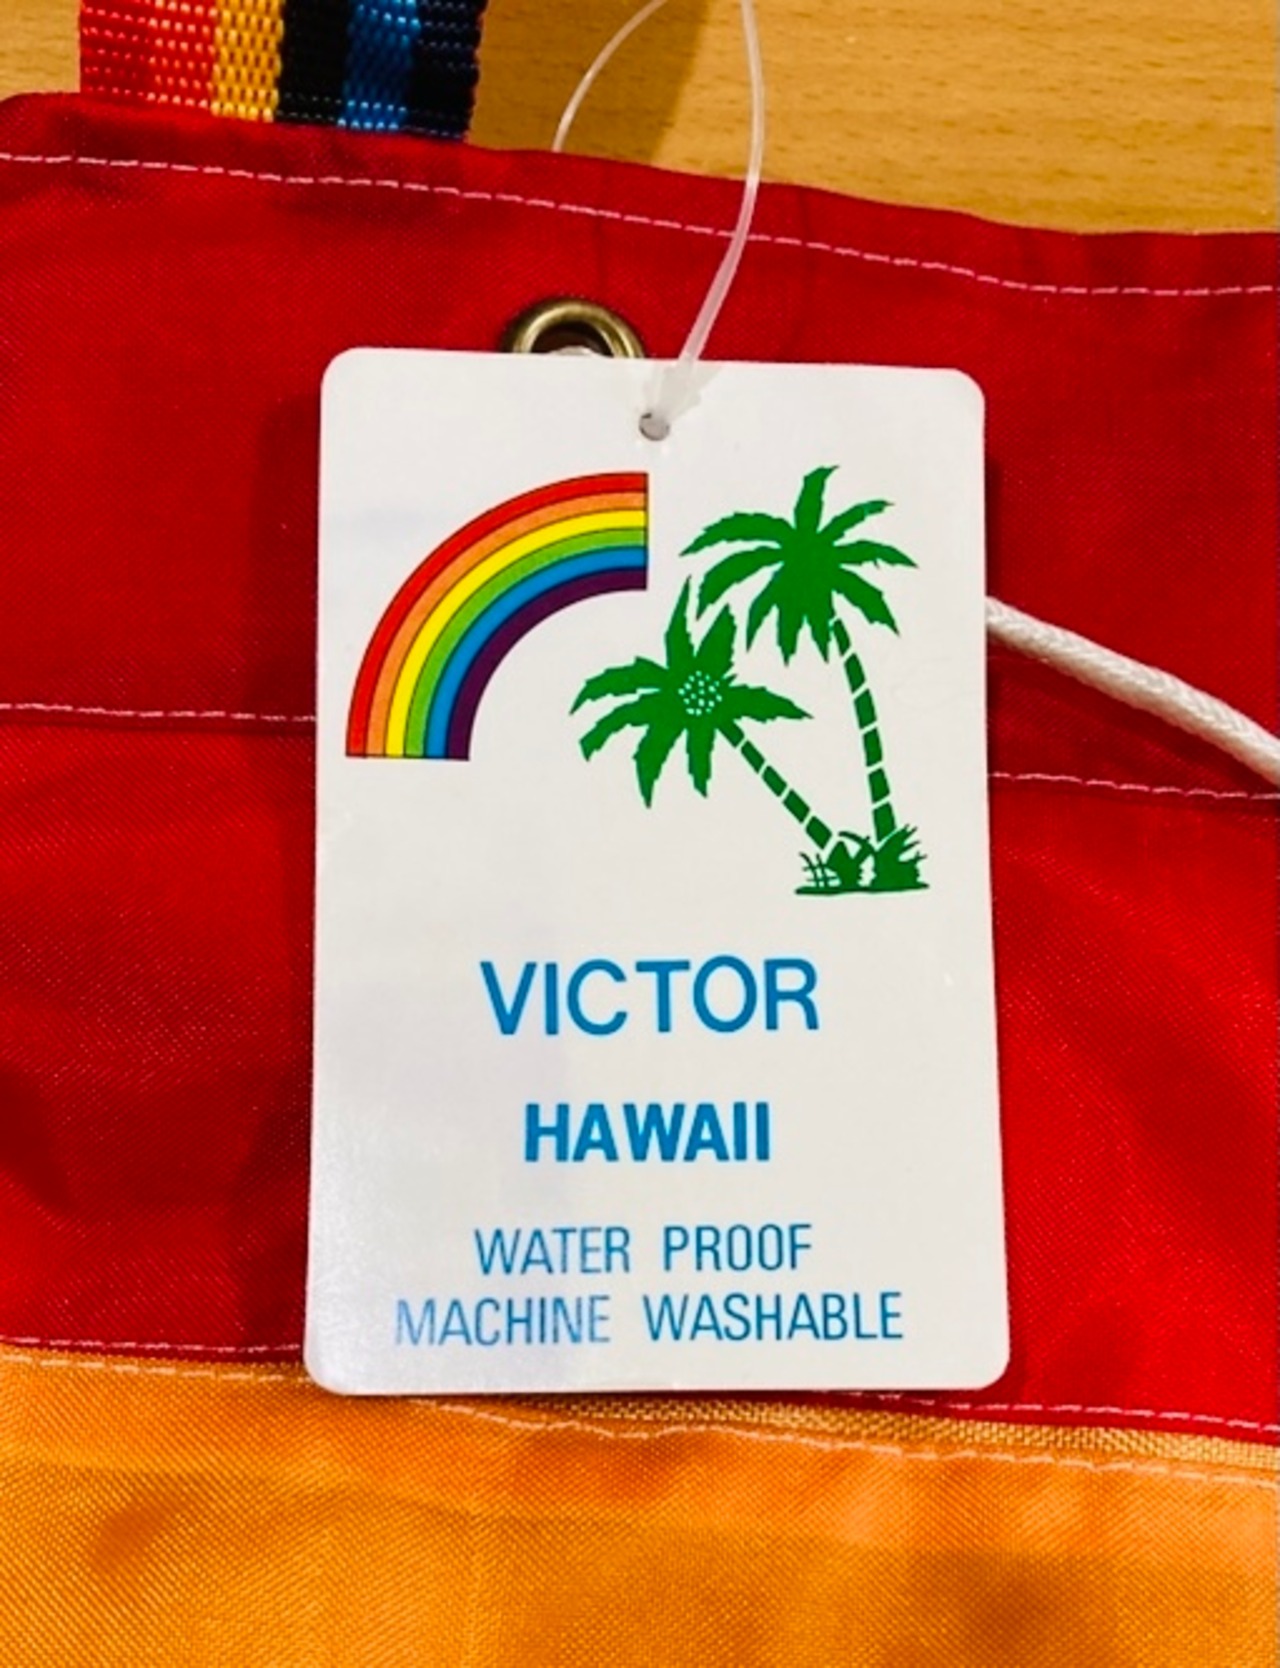 VICTOR
HAWAII
WATER PROOF
MACHINE WASHABLE